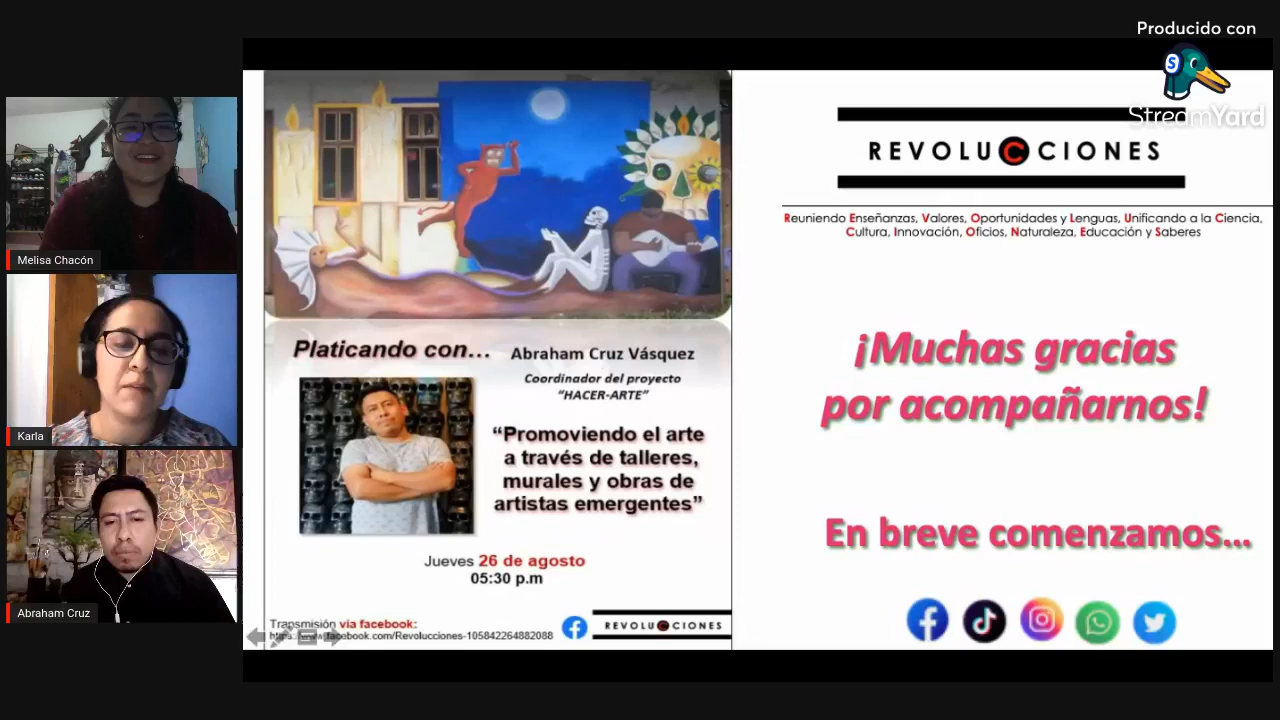 Producido con
StreamYard
Melisa Chacón
Karla
Abraham Cruz
Platicando con...
Abraham Cruz Vásquez
Coordinador del proyecto
“HACER-ARTE”
“Promoviendo el arte
a través de talleres,
murales y obras de
artistas emergentes”
Jueves 26 de agosto
05:30 p.m
Transmisión vía facebook:
https://www.facebook.com/Revolucciones-105842264882088
REVOLUCCIONES
REVOLUCCIONES
Reuniendo Enseñanzas, Valores, Oportunidades y Lenguas, Unificando a la Ciencia,
Cultura, Innovación, Oficios, Naturaleza, Educación y Saberes
¡Muchas gracias
por acompañarnos!
En breve comenzamos...